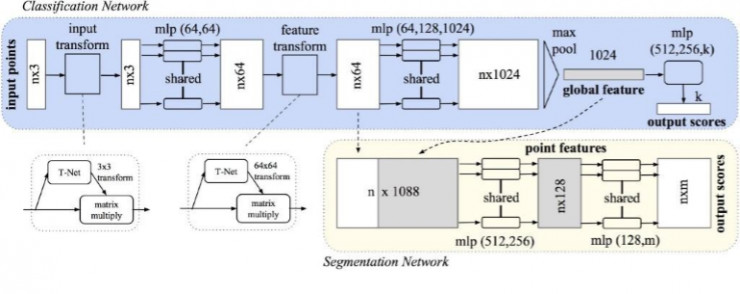 Classification Network
input points
nx3
input
transform
nx3
mlp (64,64)
shared
nx64
feature
transform
nx64
mlp (64,128,1024)
shared
nx1024
max
pool
1024
global feature
mlp
(512,256,k)
k
output scores
T-Net
3x3
transform
matrix
multiply
T-Net
64x64
transform
matrix
multiply
point features
n x 1088
shared
mlp (512,256)
nx128
shared
mlp (128,m)
nxm
output scores
Segmentation Network